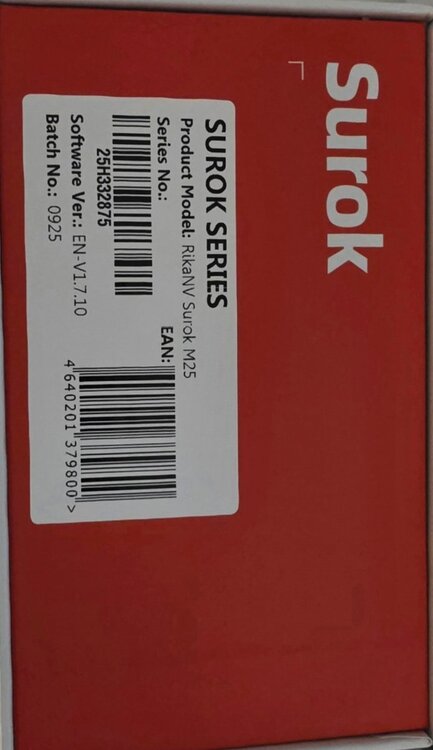 Surok
SUROK SERIES
Product Model: RikaNV Surok M25
Series No.:
25H332875
EAN:
4 640201 379800 >
Software Ver.: EN-V1.7.10
Batch No.: 0925